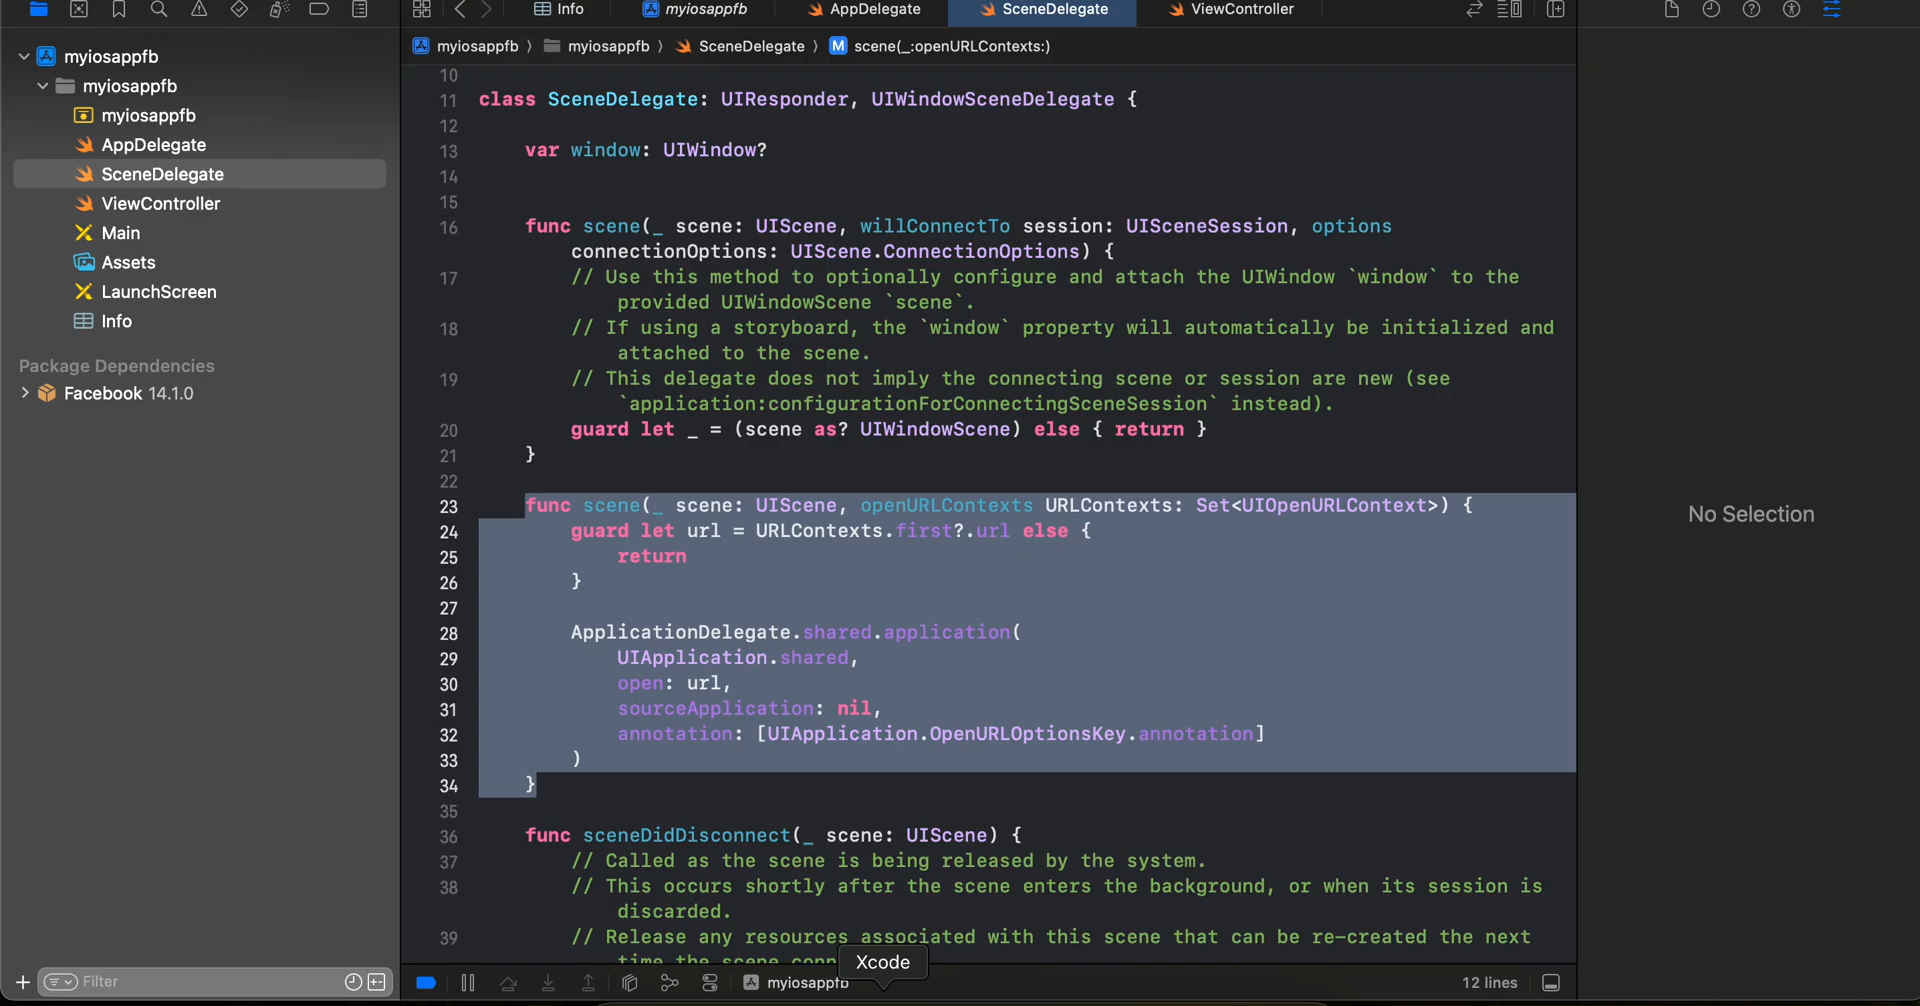 Info
myiosappfb
AppDelegate
SceneDelegate
ViewController
myiosappfb
myiosappfb
myiosappfb
AppDelegate
SceneDelegate
ViewController
Main
Assets
LaunchScreen
Info
Package Dependencies
Facebook 14.1.0
Filter
myiosappfb 〉 myiosappfb 〉 SceneDelegate 〉 M scene(_:openURLContexts:)
10
11 class SceneDelegate: UIResponder, UIWindowSceneDelegate {
12
13 var window: UIWindow?
14
15
16 func scene(_ scene: UIScene, willConnectTo session: UISceneSession, options
connectionOptions: UIScene.ConnectionOptions) {
17 // Use this method to optionally configure and attach the UIWindow `window` to the
provided UIWindowScene `scene`.
18 // If using a storyboard, the `window` property will automatically be initialized and
attached to the scene.
19 // This delegate does not imply the connecting scene or session are new (see
`application:configurationForConnectingSceneSession` instead).
20 guard let _ = (scene as? UIWindowScene) else { return }
21 }
22
23 func scene(_ scene: UIScene, openURLContexts URLContexts: Set<UIOpenURLContext>) {
24 guard let url = URLContexts.first?.url else {
25 return
26 }
27
28 ApplicationDelegate.shared.application(
29 UIApplication.shared,
30 open: url,
31 sourceApplication: nil,
32 annotation: [UIApplication.OpenURLOptionsKey.annotation]
33 )
34 }
35
36 func sceneDidDisconnect(_ scene: UIScene) {
37 // Called as the scene is being released by the system.
38 // This occurs shortly after the scene enters the background, or when its session is
discarded.
39 // Release any resources associated with this scene that can be re-created the next
time the scene
Xcode
myiosappfb
12 lines
No Selection